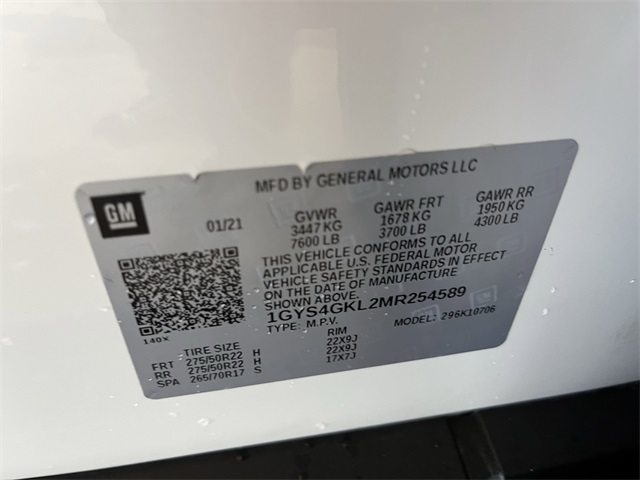 MFD BY GENERAL MOTORS LLC
GM
01/21 GVWR GAWR FRT GAWR RR
3447 KG 1678 KG 1950 KG
7600 LB 3700 LB 4300 LB
THIS VEHICLE CONFORMS TO ALL
APPLICABLE U.S. FEDERAL MOTOR
VEHICLE SAFETY STANDARDS IN EFFECT
ON THE DATE OF MANUFACTURE
SHOWN ABOVE.
1GYS4GKL2MR254589
TYPE: M.P.V. MODEL: 296K10706
140X
TIRE SIZE RIM
FRT 275/50R22 H 22X9J
RR 275/50R22 H 22X9J
SPA 265/70R17 S 17X7J